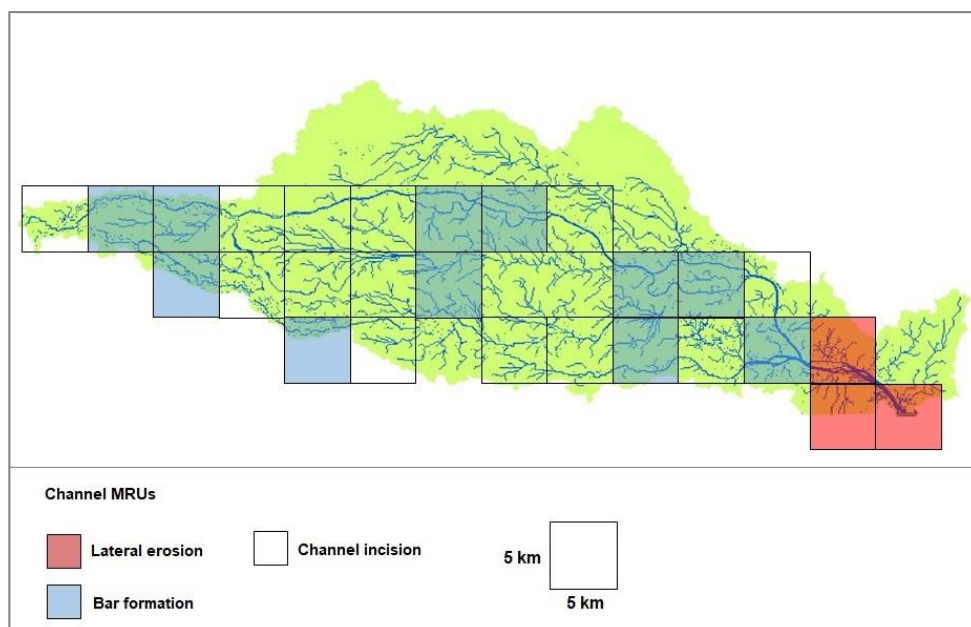 Channel MRUs
Lateral erosion
Channel incision
Bar formation
5 km
5 km